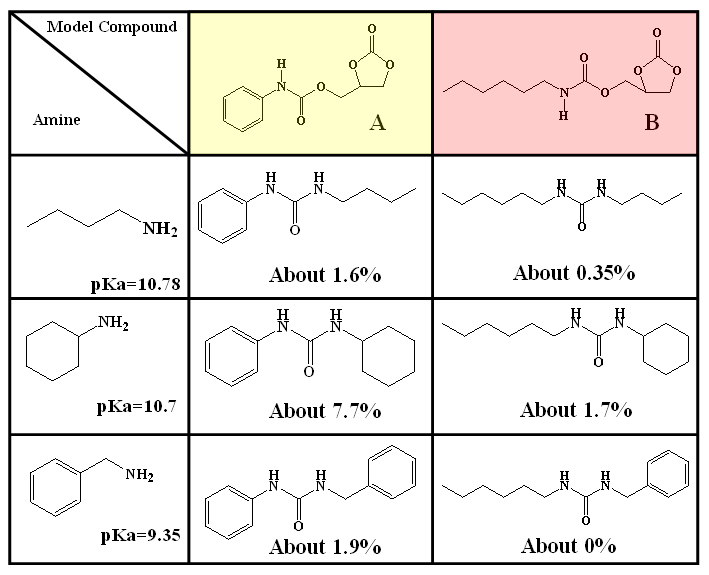 Model Compound
Amine
H
N
O
O
O
O
O
A
O
O
O
O
O
N
H
B
NH2
pKa=10.78
H
N
H
N
O
About 1.6%
H
N
H
N
O
About 0.35%
NH2
pKa=10.7
H
N
H
N
O
About 7.7%
H
N
H
N
O
About 1.7%
NH2
pKa=9.35
H
N
H
N
O
About 1.9%
H
N
H
N
O
About 0%